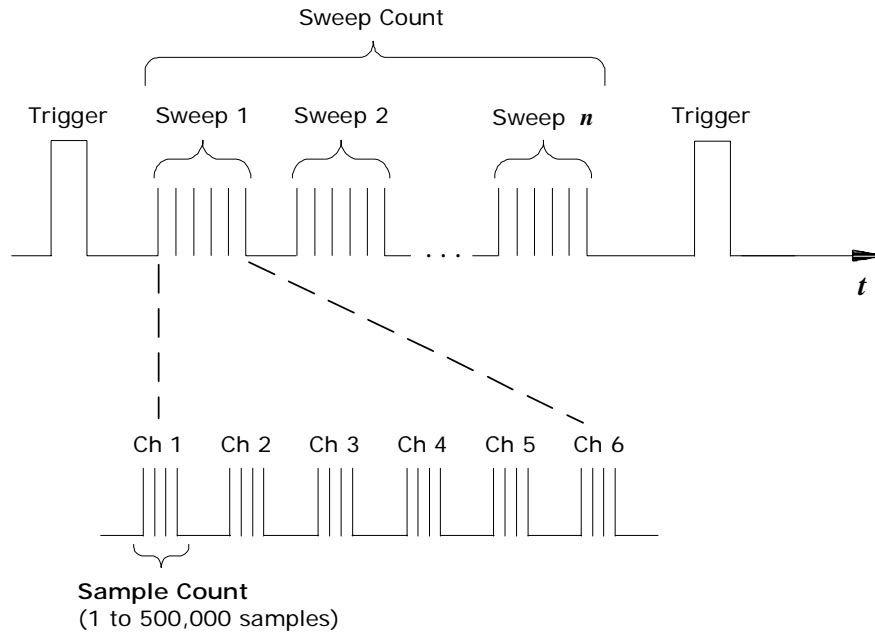 Sweep Count
Trigger Sweep 1 Sweep 2 Sweep n Trigger
. . .
t
Ch 1 Ch 2 Ch 3 Ch 4 Ch 5 Ch 6
Sample Count
(1 to 500,000 samples)